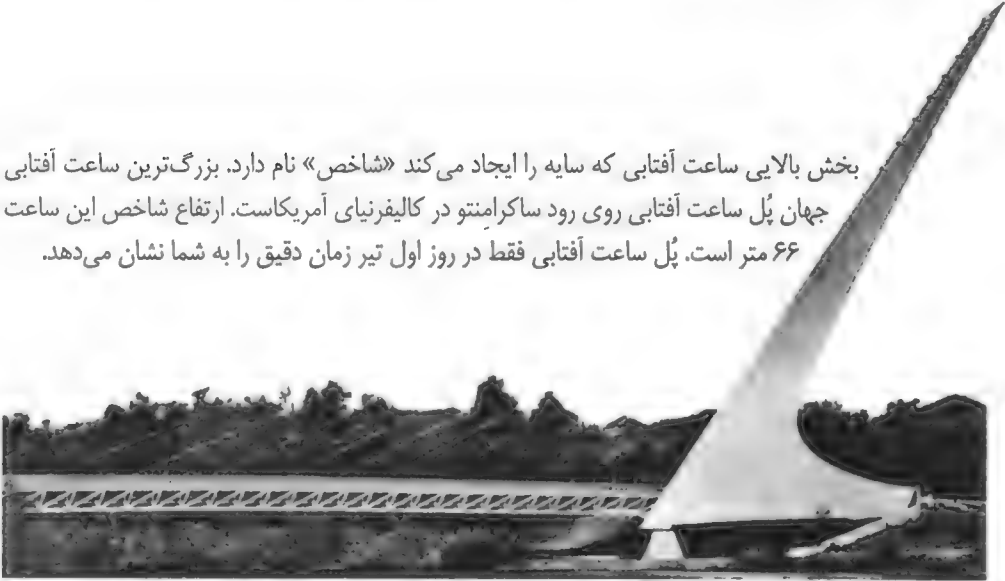 بخش بالایی ساعت آفتابی که سایه را ایجاد می‌کند «شاخص» نام دارد. بزرگ‌ترین ساعت آفتابی
جهان پُل ساعت آفتابی روی رود ساکرامِنتو در کالیفرنیای آمریکاست. ارتفاع شاخص این ساعت
۶۶ متر است. پُل ساعت آفتابی فقط در روز اول تیر زمان دقیق را به شما نشان می‌دهد.